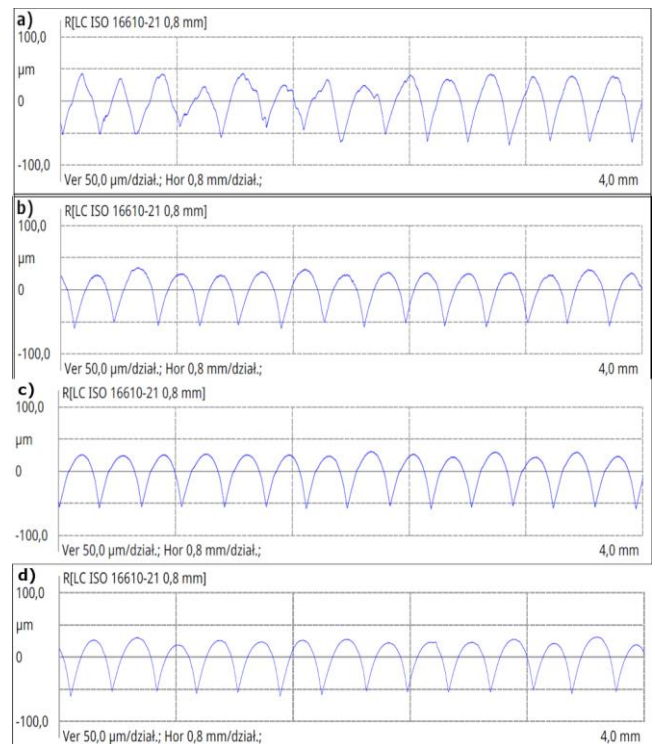 a)
R[LC ISO 16610-21 0,8 mm]
100,0
µm
0
-100,0
Ver 50,0 µm/dział.; Hor 0,8 mm/dział.;
4,0 mm
b)
R[LC ISO 16610-21 0,8 mm]
100,0
µm
0
-100,0
Ver 50,0 µm/dział.; Hor 0,8 mm/dział.;
4,0 mm
c)
R[LC ISO 16610-21 0,8 mm]
100,0
µm
0
-100,0
Ver 50,0 µm/dział.; Hor 0,8 mm/dział.;
4,0 mm
d)
R[LC ISO 16610-21 0,8 mm]
100,0
µm
0
-100,0
Ver 50,0 µm/dział.; Hor 0,8 mm/dział.;
4,0 mm